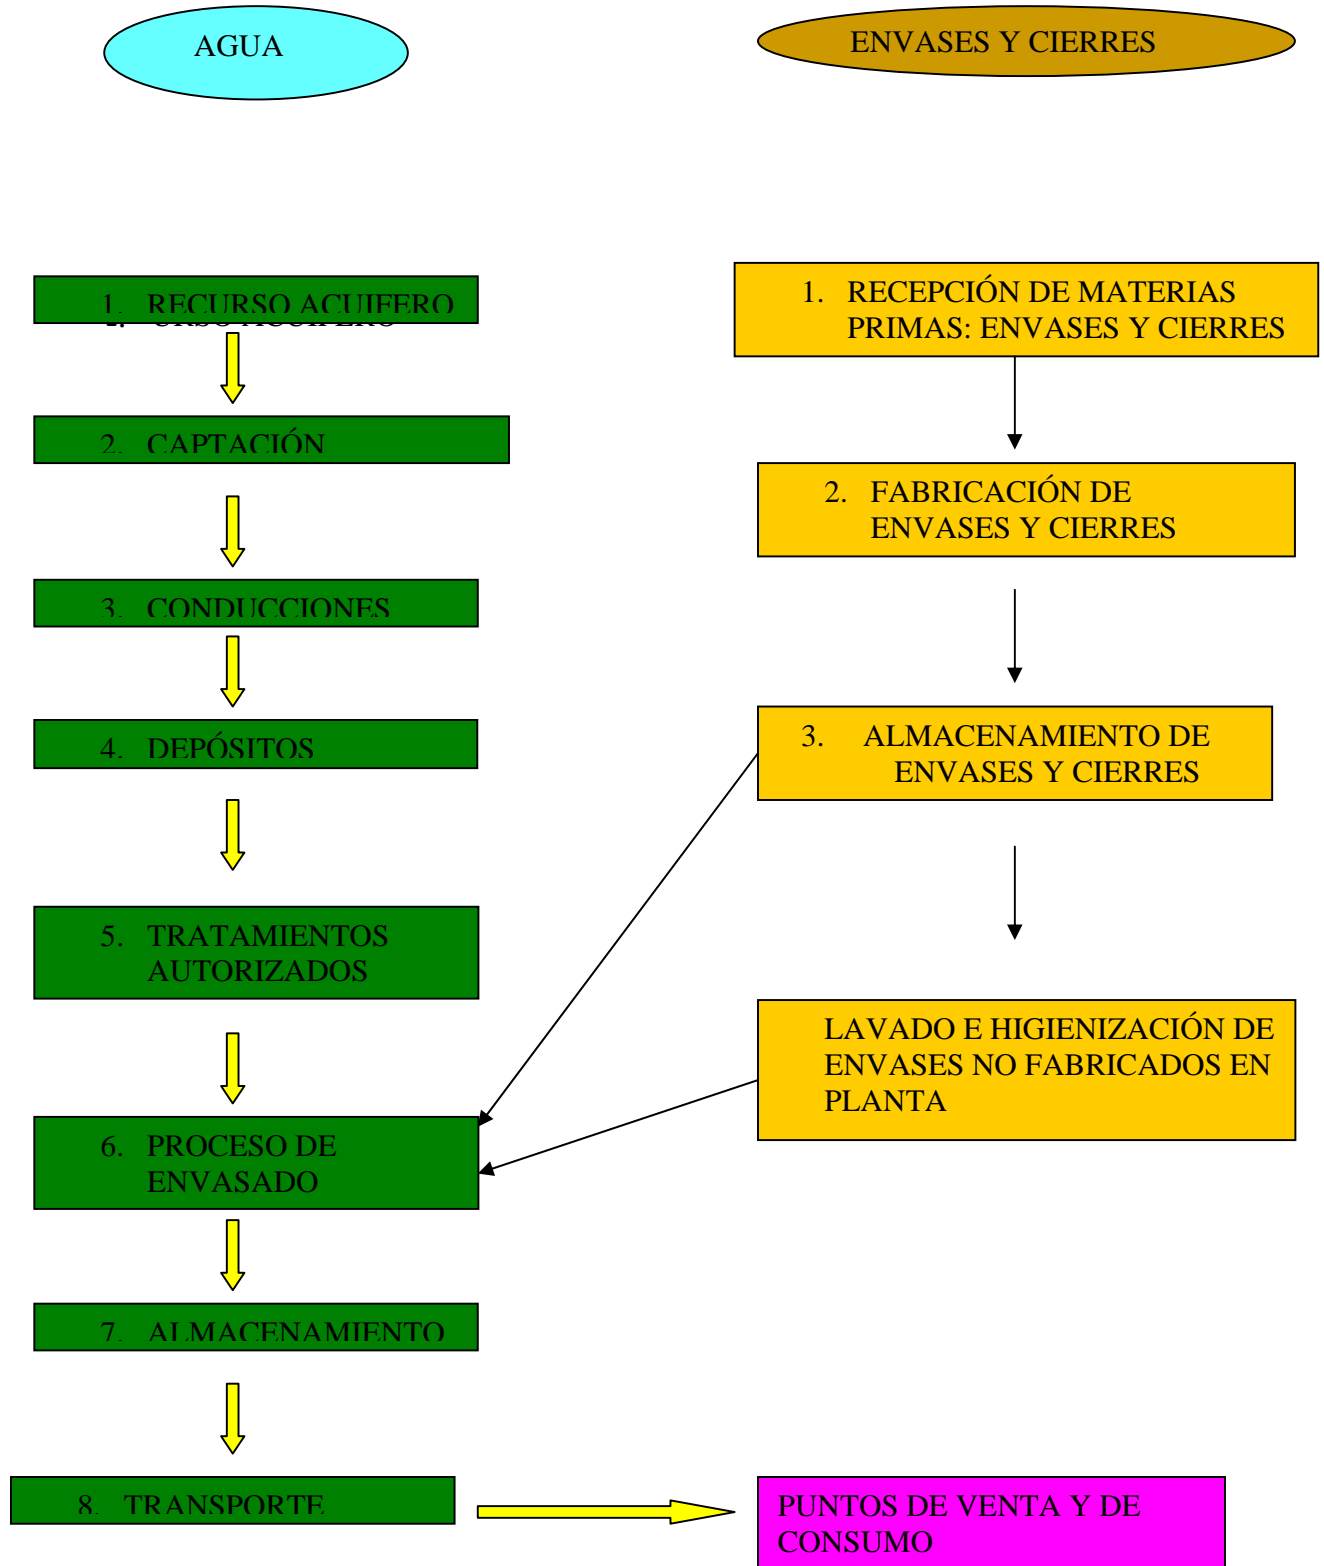 AGUA
1. RECURSO ACUIFERO
URSO ACUIFERO
2. CAPTACIÓN
3. CONDUCCIONES
4. DEPÓSITOS
5. TRATAMIENTOS
AUTORIZADOS
6. PROCESO DE
ENVASADO
7. ALMACENAMIENTO
8. TRANSPORTE
ENVASES Y CIERRES
1. RECEPCIÓN DE MATERIAS
PRIMAS: ENVASES Y CIERRES
2. FABRICACIÓN DE
ENVASES Y CIERRES
3. ALMACENAMIENTO DE
ENVASES Y CIERRES
LAVADO E HIGIENIZACIÓN DE
ENVASES NO FABRICADOS EN
PLANTA
PUNTOS DE VENTA Y DE
CONSUMO